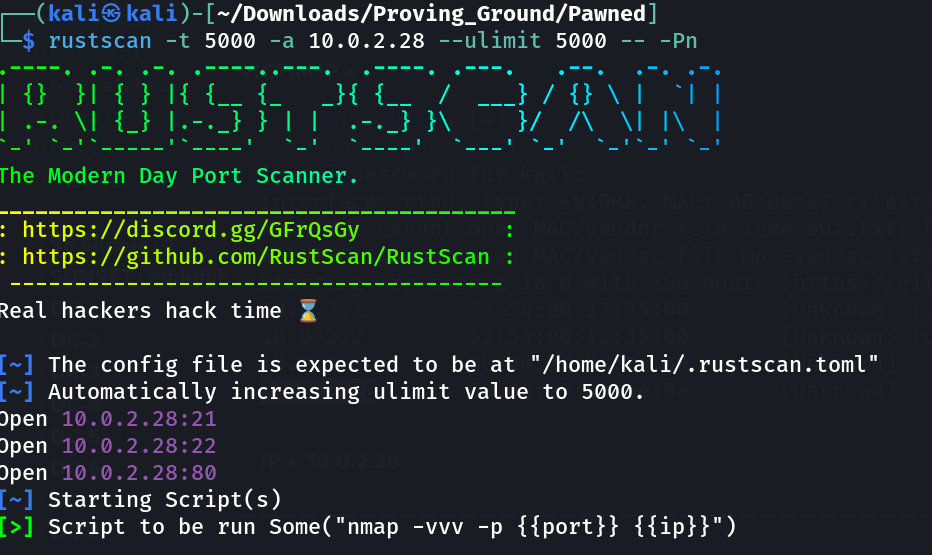 ┌──(kali㉿kali)-[~/Downloads/Proving_Ground/Pawned]
└─$ rustscan -t 5000 -a 10.0.2.28 --ulimit 5000 -- -Pn
.----. .-. .-. .----..---.  .----. .---.   .--.  .-. .-.
| {}  }| { } |{ {__ {_   _}{ {__  /  ___} / {} \ |  `| |
| .-. \| {_} |.-._} } | |  .-._} }\     }/  /\  \| |\  |
`-' `-'`-----'`----'  `-'  `----'  `---' `-'  `-'`-' `-'
The Modern Day Port Scanner.
________________________________________
: https://discord.gg/GFrQsGy           :
: https://github.com/RustScan/RustScan :
 --------------------------------------
Real hackers hack time ⌛
[~] The config file is expected to be at "/home/kali/.rustscan.toml"
[~] Automatically increasing ulimit value to 5000.
Open 10.0.2.28:21
Open 10.0.2.28:22
Open 10.0.2.28:80
[~] Starting Script(s)
[>] Script to be run Some("nmap -vvv -p {{port}} {{ip}}")